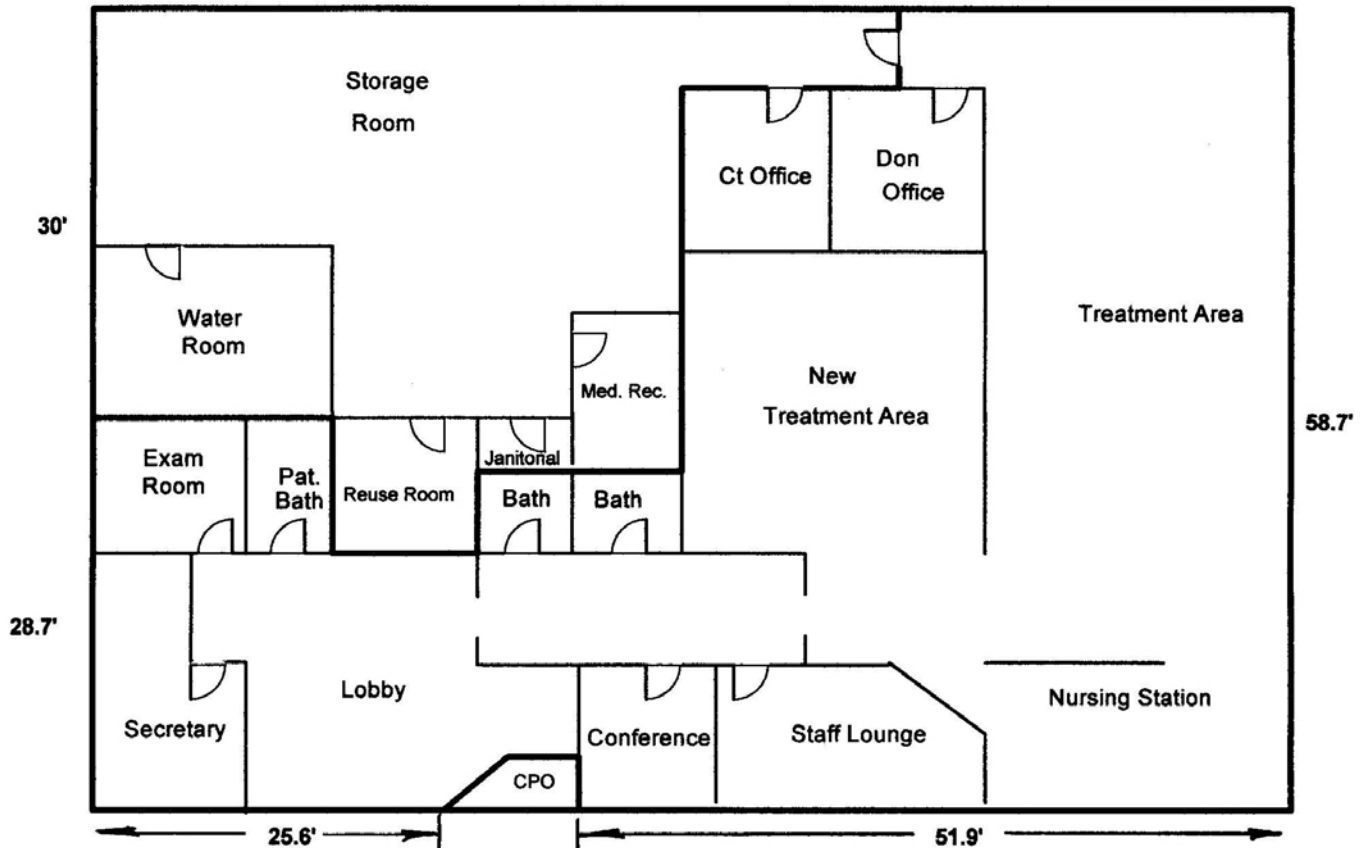 Storage
Room
Ct Office
Don
Office
30'
Water
Room
Treatment Area
New
Treatment Area
Med. Rec.
58.7'
Exam
Room
Pat.
Bath
Reuse Room
Janitorial
Bath
Bath
28.7'
Lobby
Secretary
Conference
Staff Lounge
Nursing Station
CPO
25.6'
51.9'